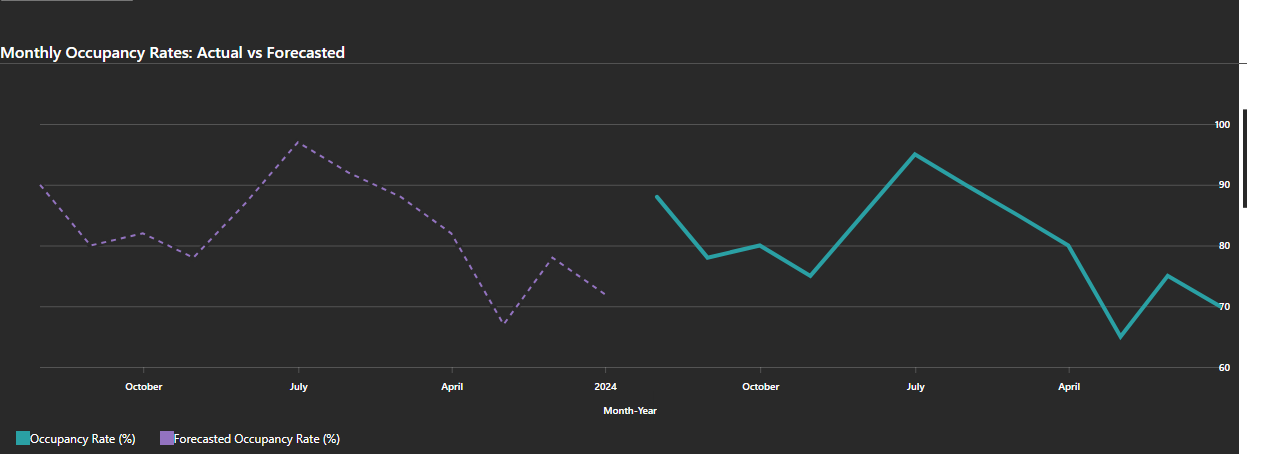 Monthly Occupancy Rates: Actual vs Forecasted
100
90
80
70
60
October July April 2024 October July April
Month-Year
Occupancy Rate (%) Forecasted Occupancy Rate (%)